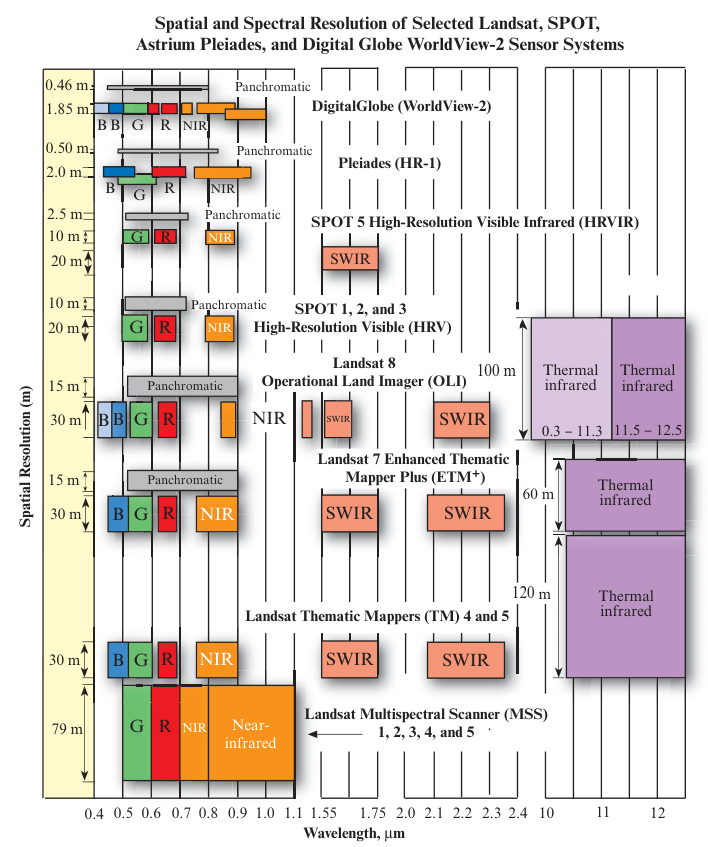 Spatial and Spectral Resolution of Selected Landsat, SPOT,
Astrium Pleiades, and Digital Globe WorldView-2 Sensor Systems
0.46 m
Panchromatic
1.85 m
DigitalGlobe (WorldView-2)
B B G R NIR
0.50 m
Panchromatic
Pleiades (HR-1)
2.0 m
B G R NIR
2.5 m
Panchromatic
SPOT 5 High-Resolution Visible Infrared (HRVIR)
10 m
G R NIR
20 m
SWIR
10 m
Panchromatic
SPOT 1, 2, and 3
High-Resolution Visible (HRV)
20 m
G R NIR
Landsat 8
Operational Land Imager (OLI)
15 m
Panchromatic
30 m
B B G R NIR SWIR SWIR
100 m
Thermal
infrared
0.3 – 11.3
Thermal
infrared
11.5 – 12.5
Landsat 7 Enhanced Thematic
Mapper Plus (ETM+)
15 m
Panchromatic
30 m
B G R NIR SWIR SWIR
60 m
Thermal
infrared
120 m
Thermal
infrared
Landsat Thematic Mappers (TM) 4 and 5
30 m
B G R NIR SWIR SWIR
79 m
G R NIR
Near-
infrared
Landsat Multispectral Scanner (MSS)
1, 2, 3, 4, and 5
Spatial Resolution (m)
0.4 0.5 0.6 0.7 0.8 0.9 1.0 1.1 1.55 1.75 2.0 2.1 2.2 2.3 2.4 10 11 12
Wavelength, μm